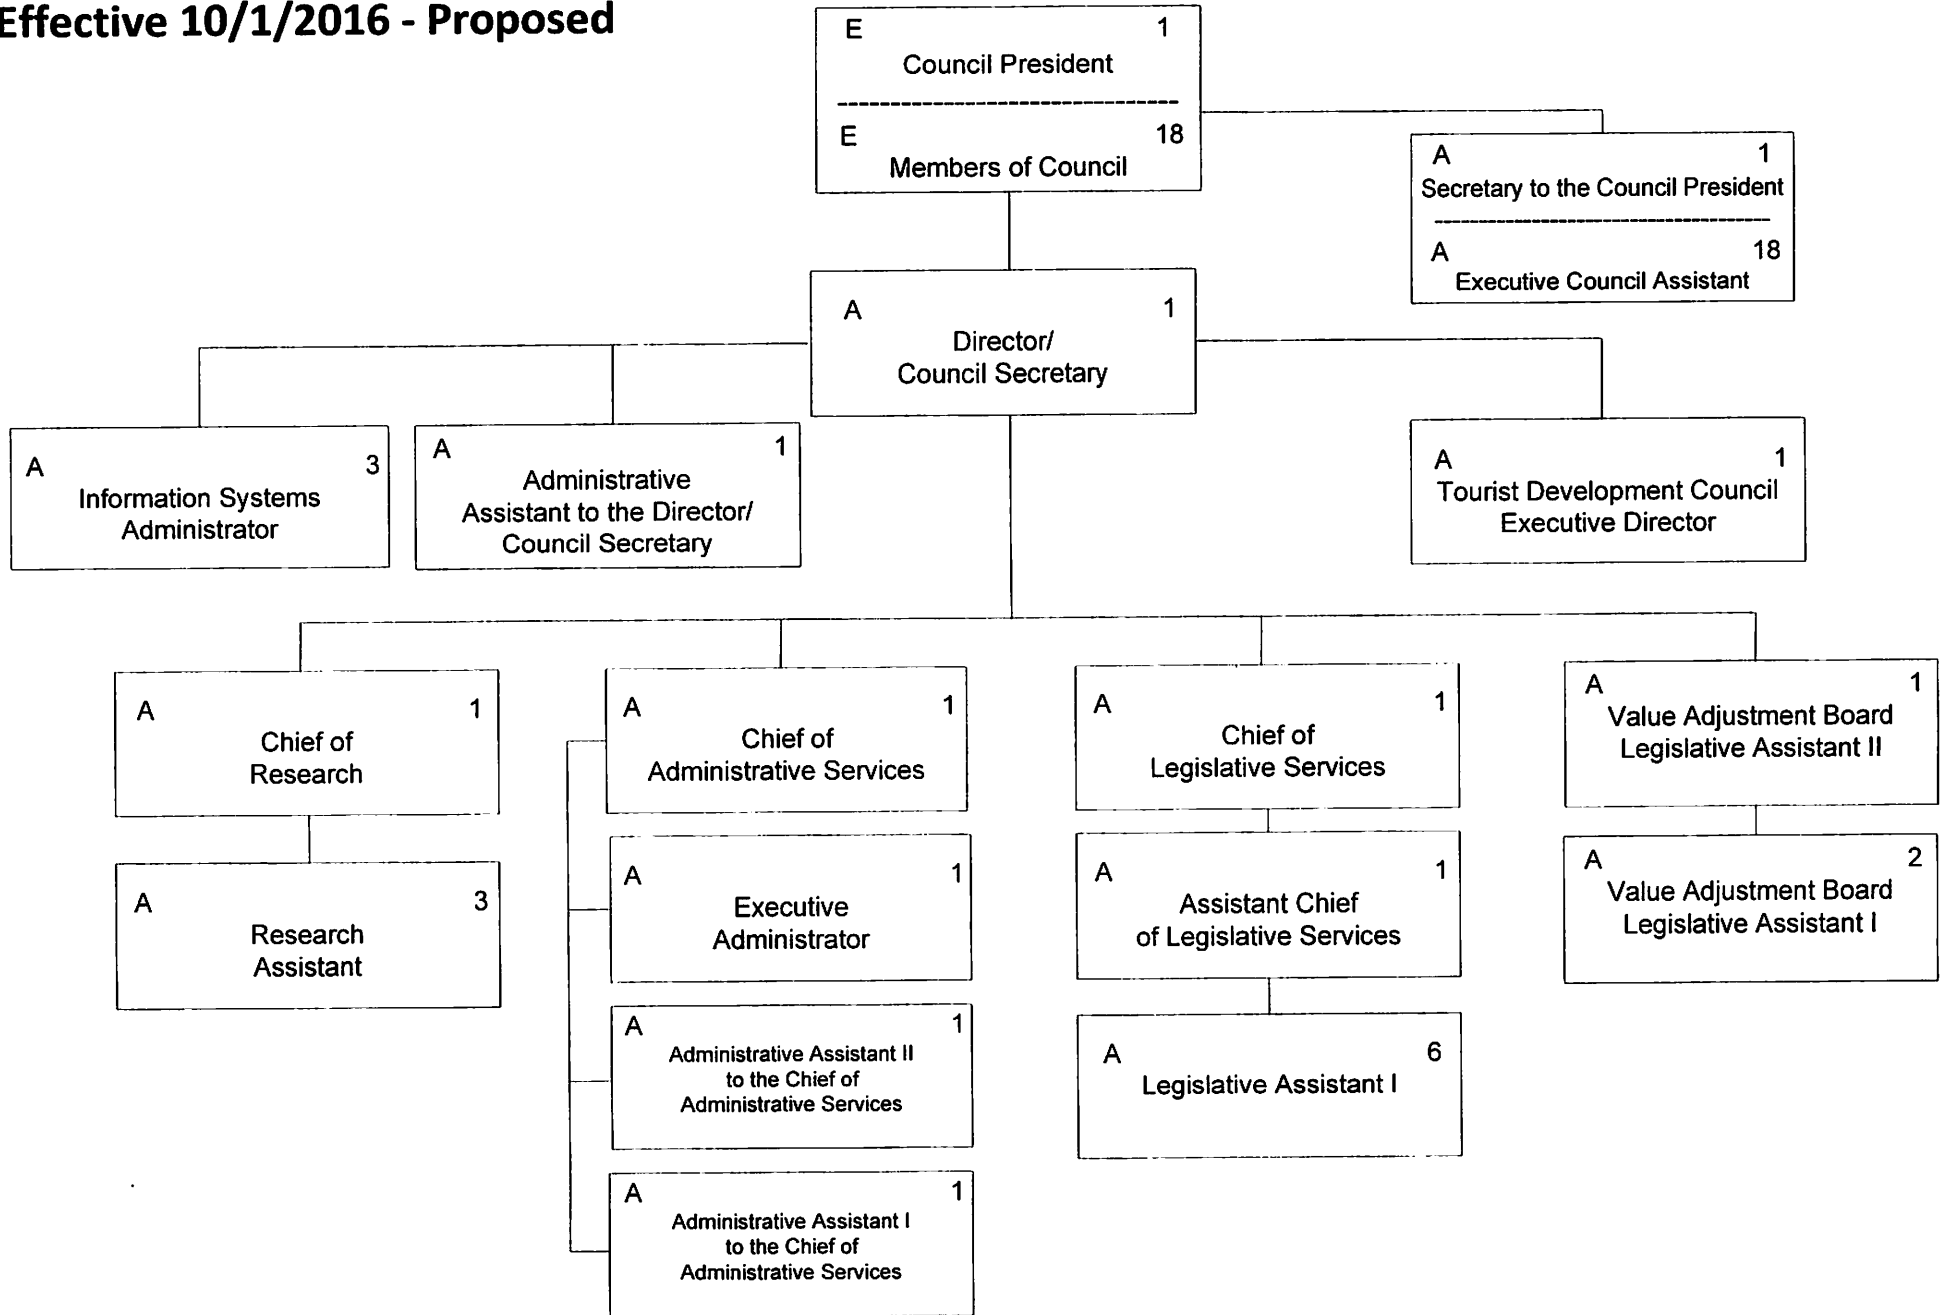 Effective 10/1/2016 - Proposed
E 1
Council President
E 18
Members of Council
A 1
Secretary to the Council President
A 18
Executive Council Assistant
A 1
Director/
Council Secretary
A 3
Information Systems
Administrator
A 1
Administrative
Assistant to the Director/
Council Secretary
A 1
Tourist Development Council
Executive Director
A 1
Chief of
Research
A 3
Research
Assistant
A 1
Chief of
Administrative Services
A 1
Executive
Administrator
A 1
Administrative Assistant II
to the Chief of
Administrative Services
A 1
Administrative Assistant I
to the Chief of
Administrative Services
A 1
Chief of
Legislative Services
A 1
Assistant Chief
of Legislative Services
A 6
Legislative Assistant I
A 1
Value Adjustment Board
Legislative Assistant II
A 2
Value Adjustment Board
Legislative Assistant I